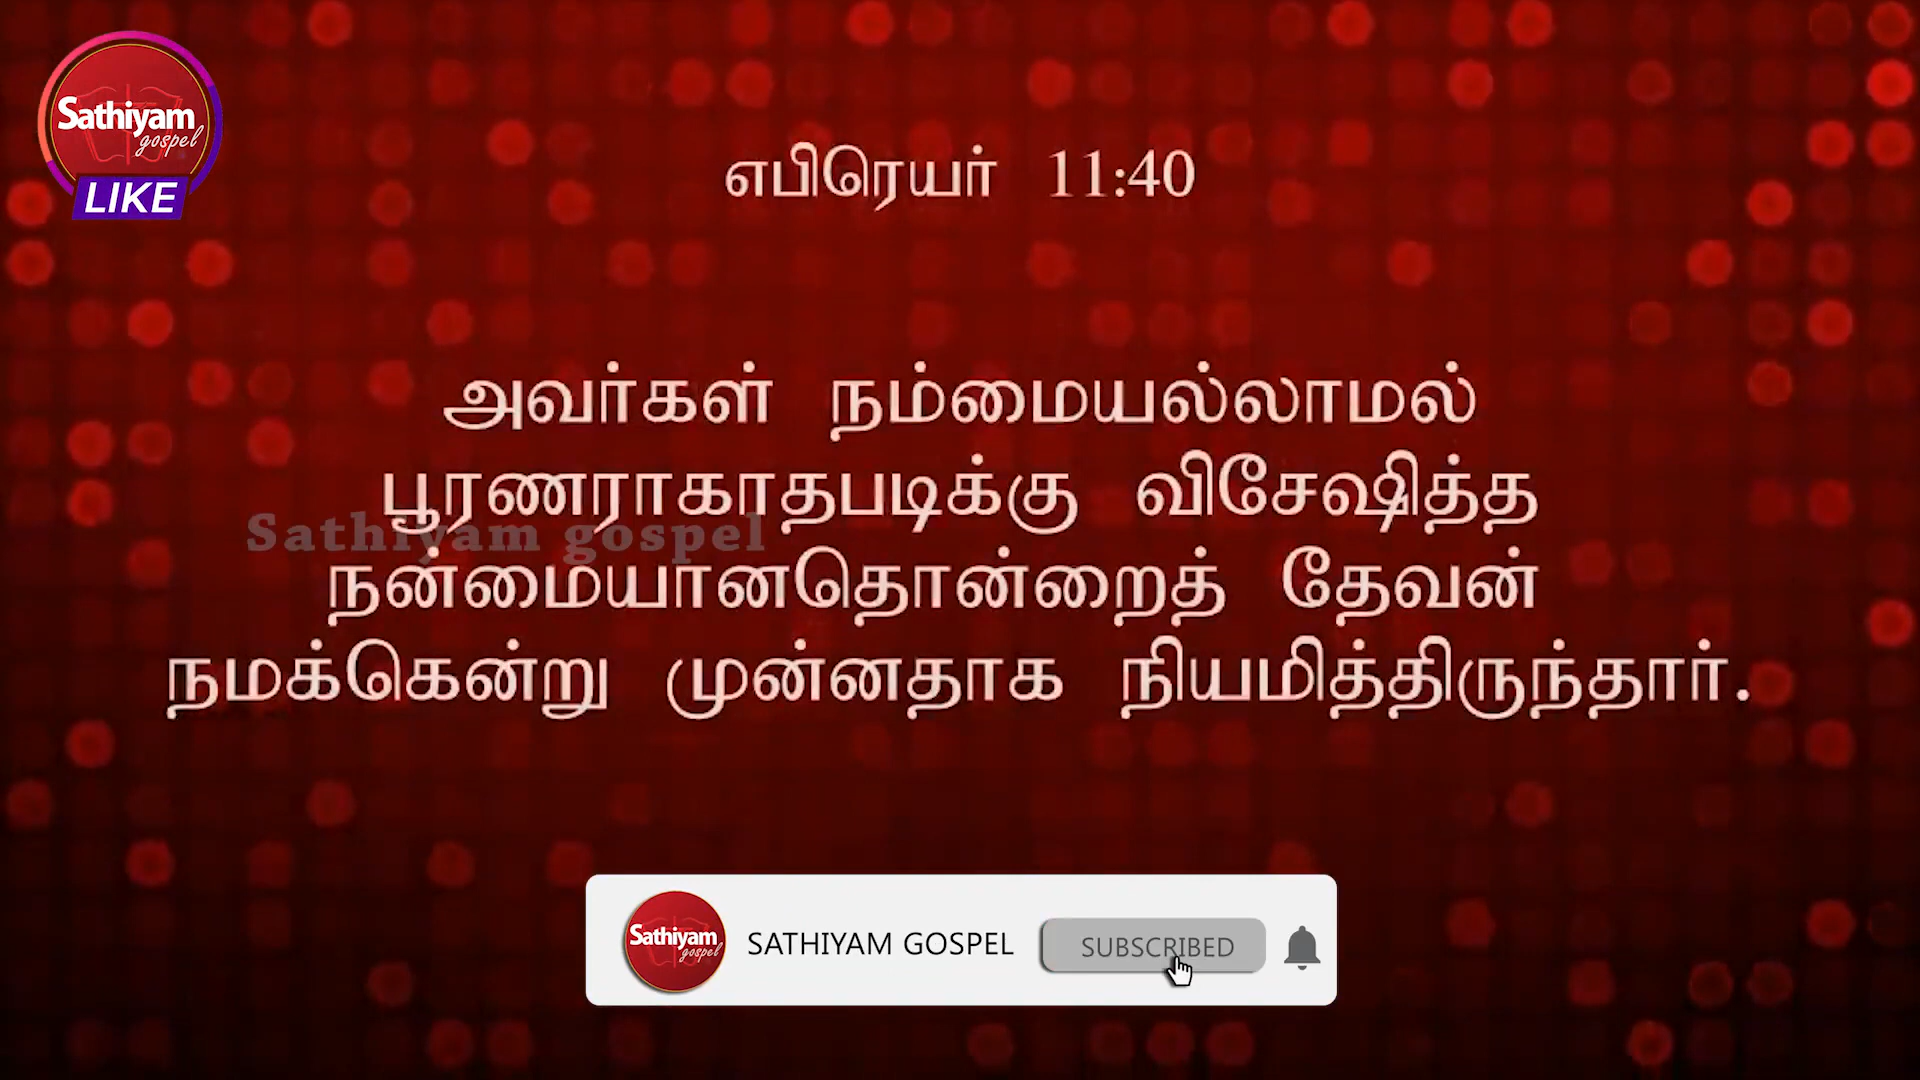 Sathiyam
gospel
LIKE
எபிரெயர் 11:40
அவர்கள் நம்மையல்லாமல்
பூரணராகாதபடிக்கு விசேஷித்த
Sathiyam gospel
நன்மையானதொன்றைத் தேவன்
நமக்கென்று முன்னதாக நியமித்திருந்தார்.
Sathiyam
gospel
SATHIYAM GOSPEL
SUBSCRIBED